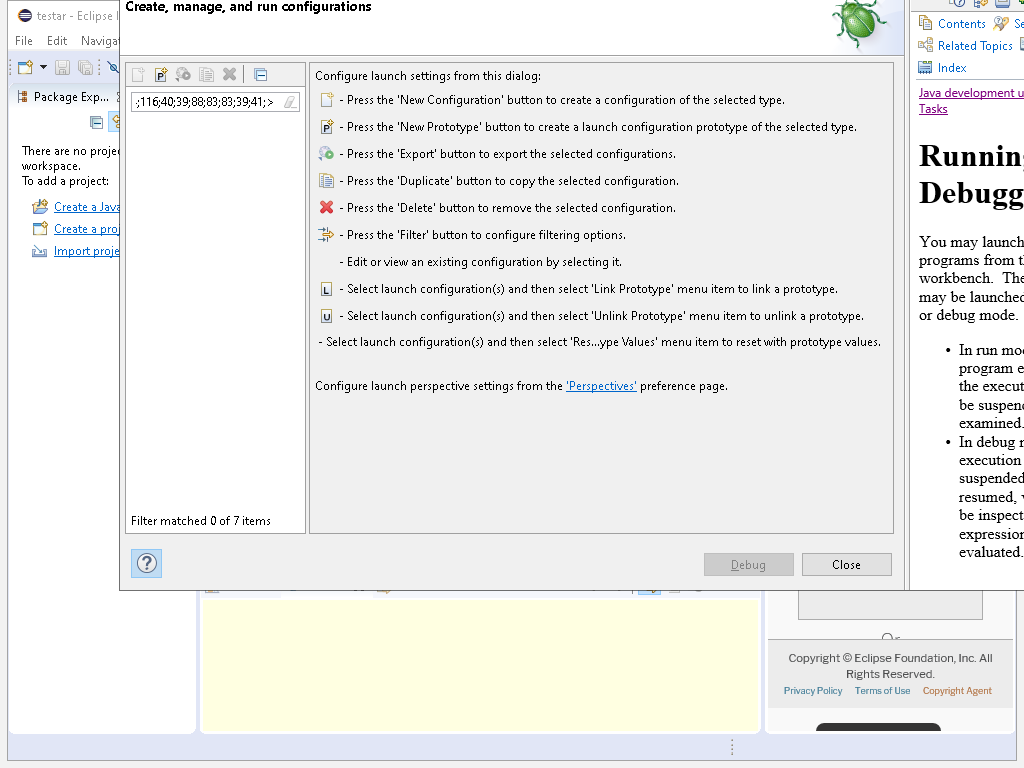 testar - Eclipse I
File Edit Navigat
Package Exp...
There are no projec
workspace.
To add a project:
Create a Java
Create a proj
Import proje
Create, manage, and run configurations
;116;40;39;88;83;83;39;41;>
Filter matched 0 of 7 items
Configure launch settings from this dialog:
- Press the 'New Configuration' button to create a configuration of the selected type.
- Press the 'New Prototype' button to create a launch configuration prototype of the selected type.
- Press the 'Export' button to export the selected configurations.
- Press the 'Duplicate' button to copy the selected configuration.
- Press the 'Delete' button to remove the selected configuration.
- Press the 'Filter' button to configure filtering options.
- Edit or view an existing configuration by selecting it.
- Select launch configuration(s) and then select 'Link Prototype' menu item to link a prototype.
- Select launch configuration(s) and then select 'Unlink Prototype' menu item to unlink a prototype.
- Select launch configuration(s) and then select 'Res...ype Values' menu item to reset with prototype values.
Configure launch perspective settings from the 'Perspectives' preference page.
Debug
Close
Contents Se
Related Topics
Index
Java development u
Tasks
Running
Debugg
You may launch
programs from th
workbench. The
may be launched
or debug mode.
• In run mod
program e
the execut
be suspend
examined.
• In debug m
execution
suspended
resumed, v
be inspect
expression
evaluated.
Or
Copyright © Eclipse Foundation, Inc. All
Rights Reserved.
Privacy Policy Terms of Use Copyright Agent